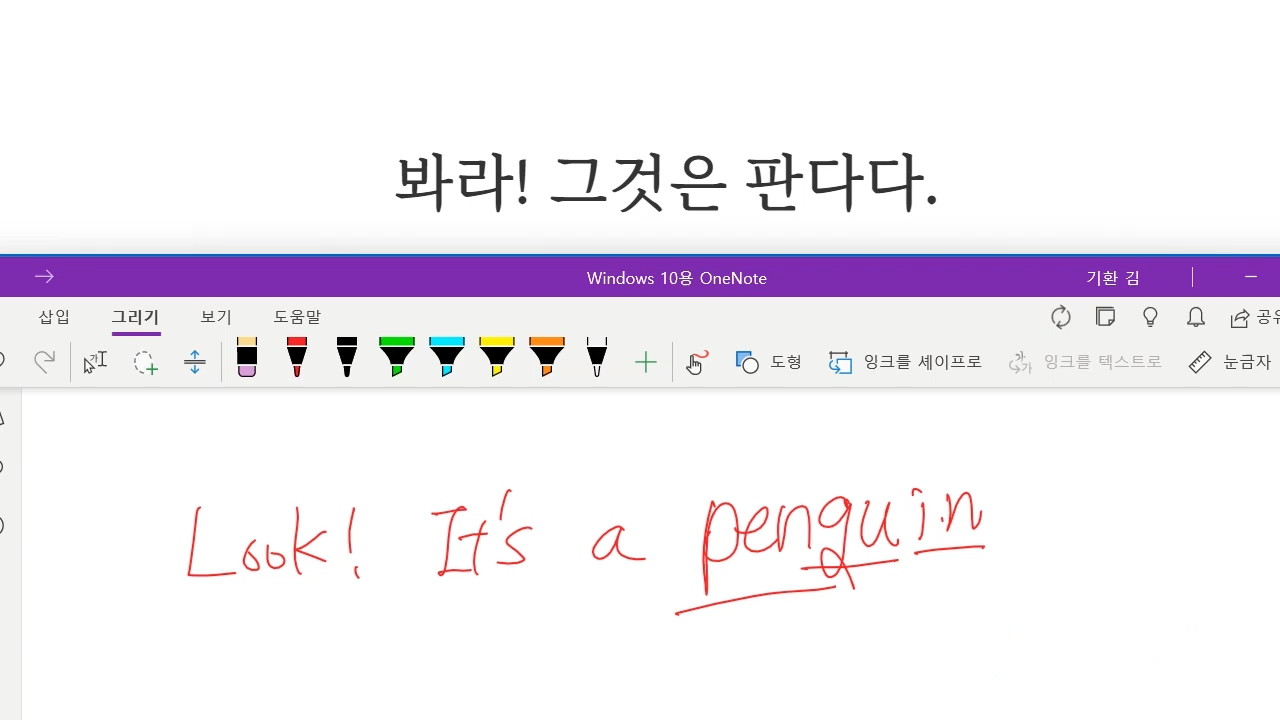 봐라! 그것은 판다다.
Windows 10용 OneNote
기환 김
삽입 그리기 보기 도움말
도형 잉크를 셰이프로 잉크를 텍스트로 눈금자
Look! It's a penguin